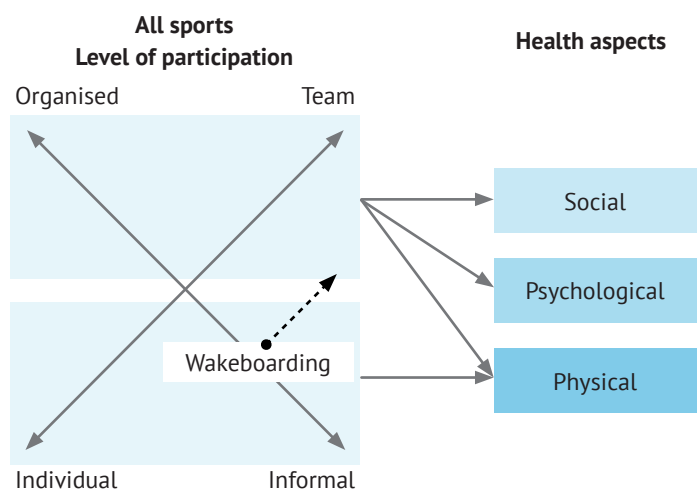 All sports
Level of participation
Health aspects
Organised
Team
Social
Psychological
Wakeboarding
Physical
Individual
Informal